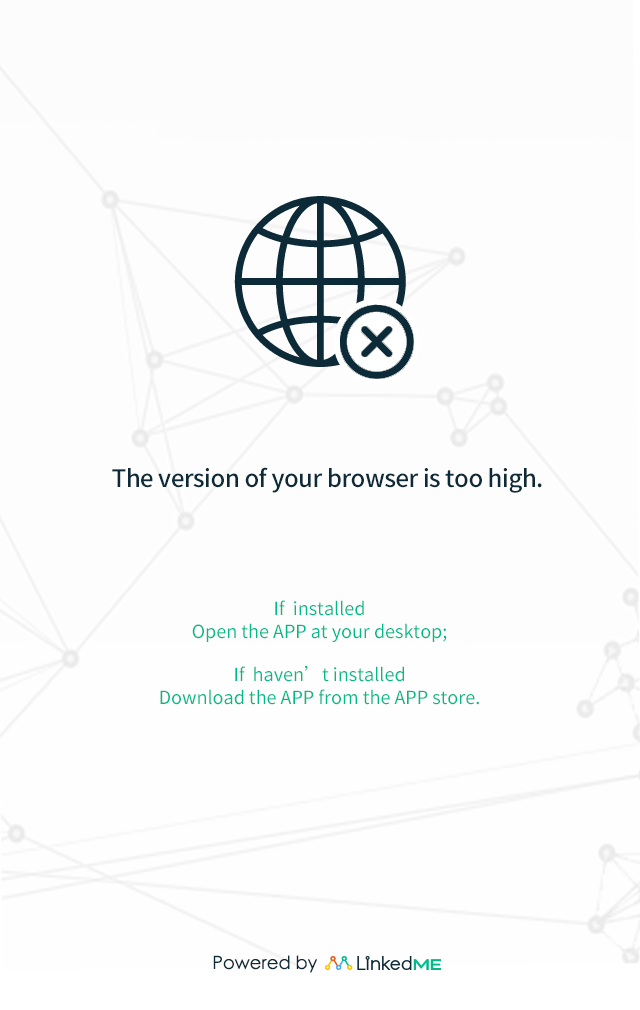 The version of your browser is too high.
If installed
Open the APP at your desktop;
If haven’t installed
Download the APP from the APP store.
Powered by LinkedME